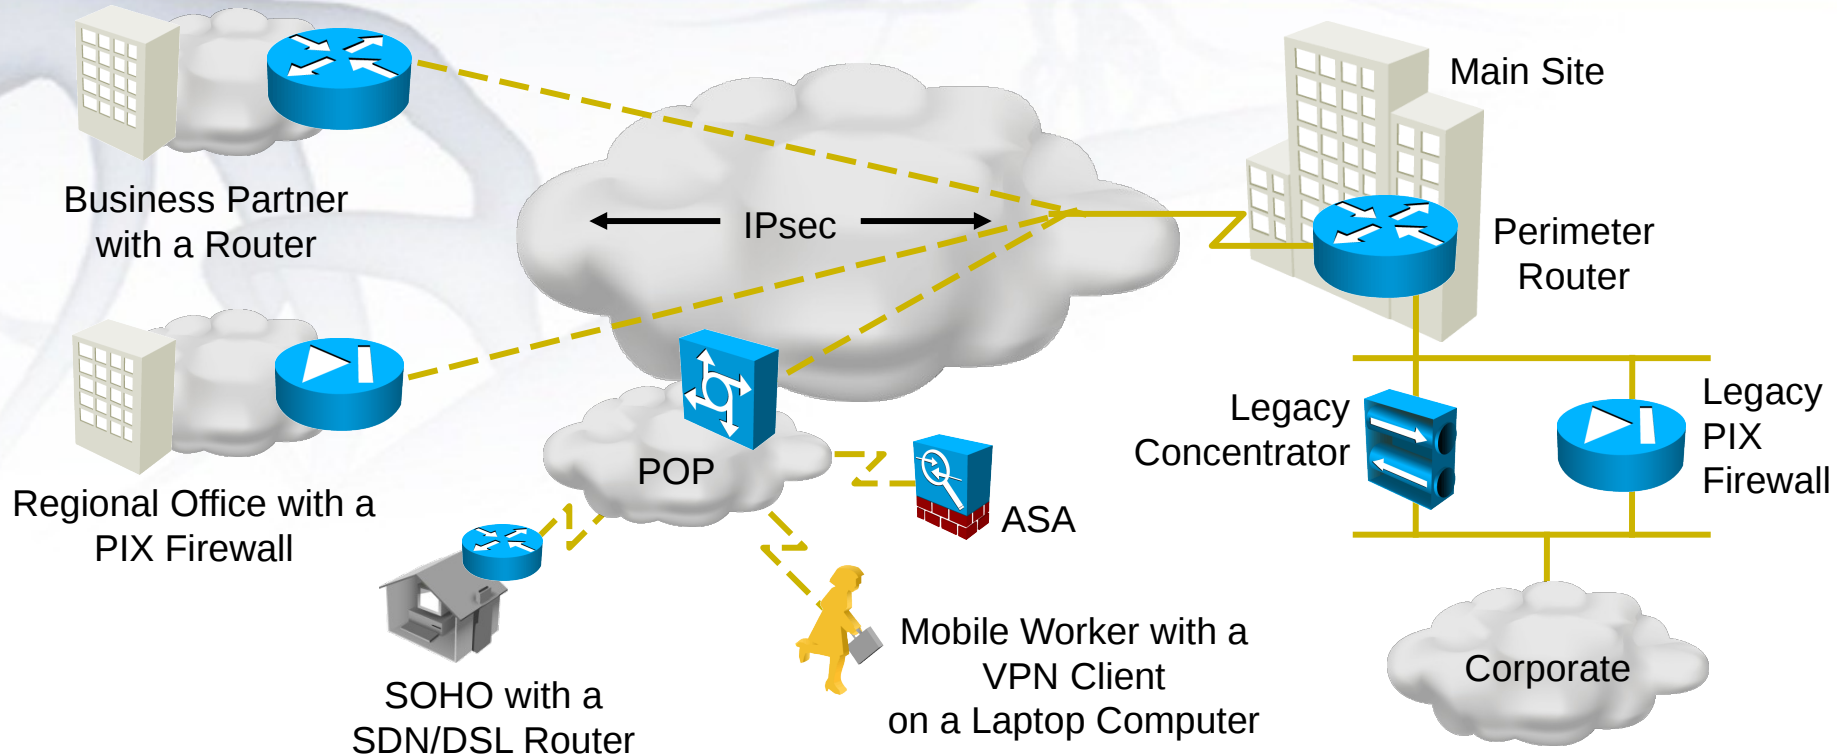 Main Site
Business Partner
with a Router
IPsec
Perimeter
Router
Legacy
Concentrator
Legacy
PIX
Firewall
POP
Regional Office with a
PIX Firewall
ASA
SOHO with a
SDN/DSL Router
Mobile Worker with a
VPN Client
on a Laptop Computer
Corporate